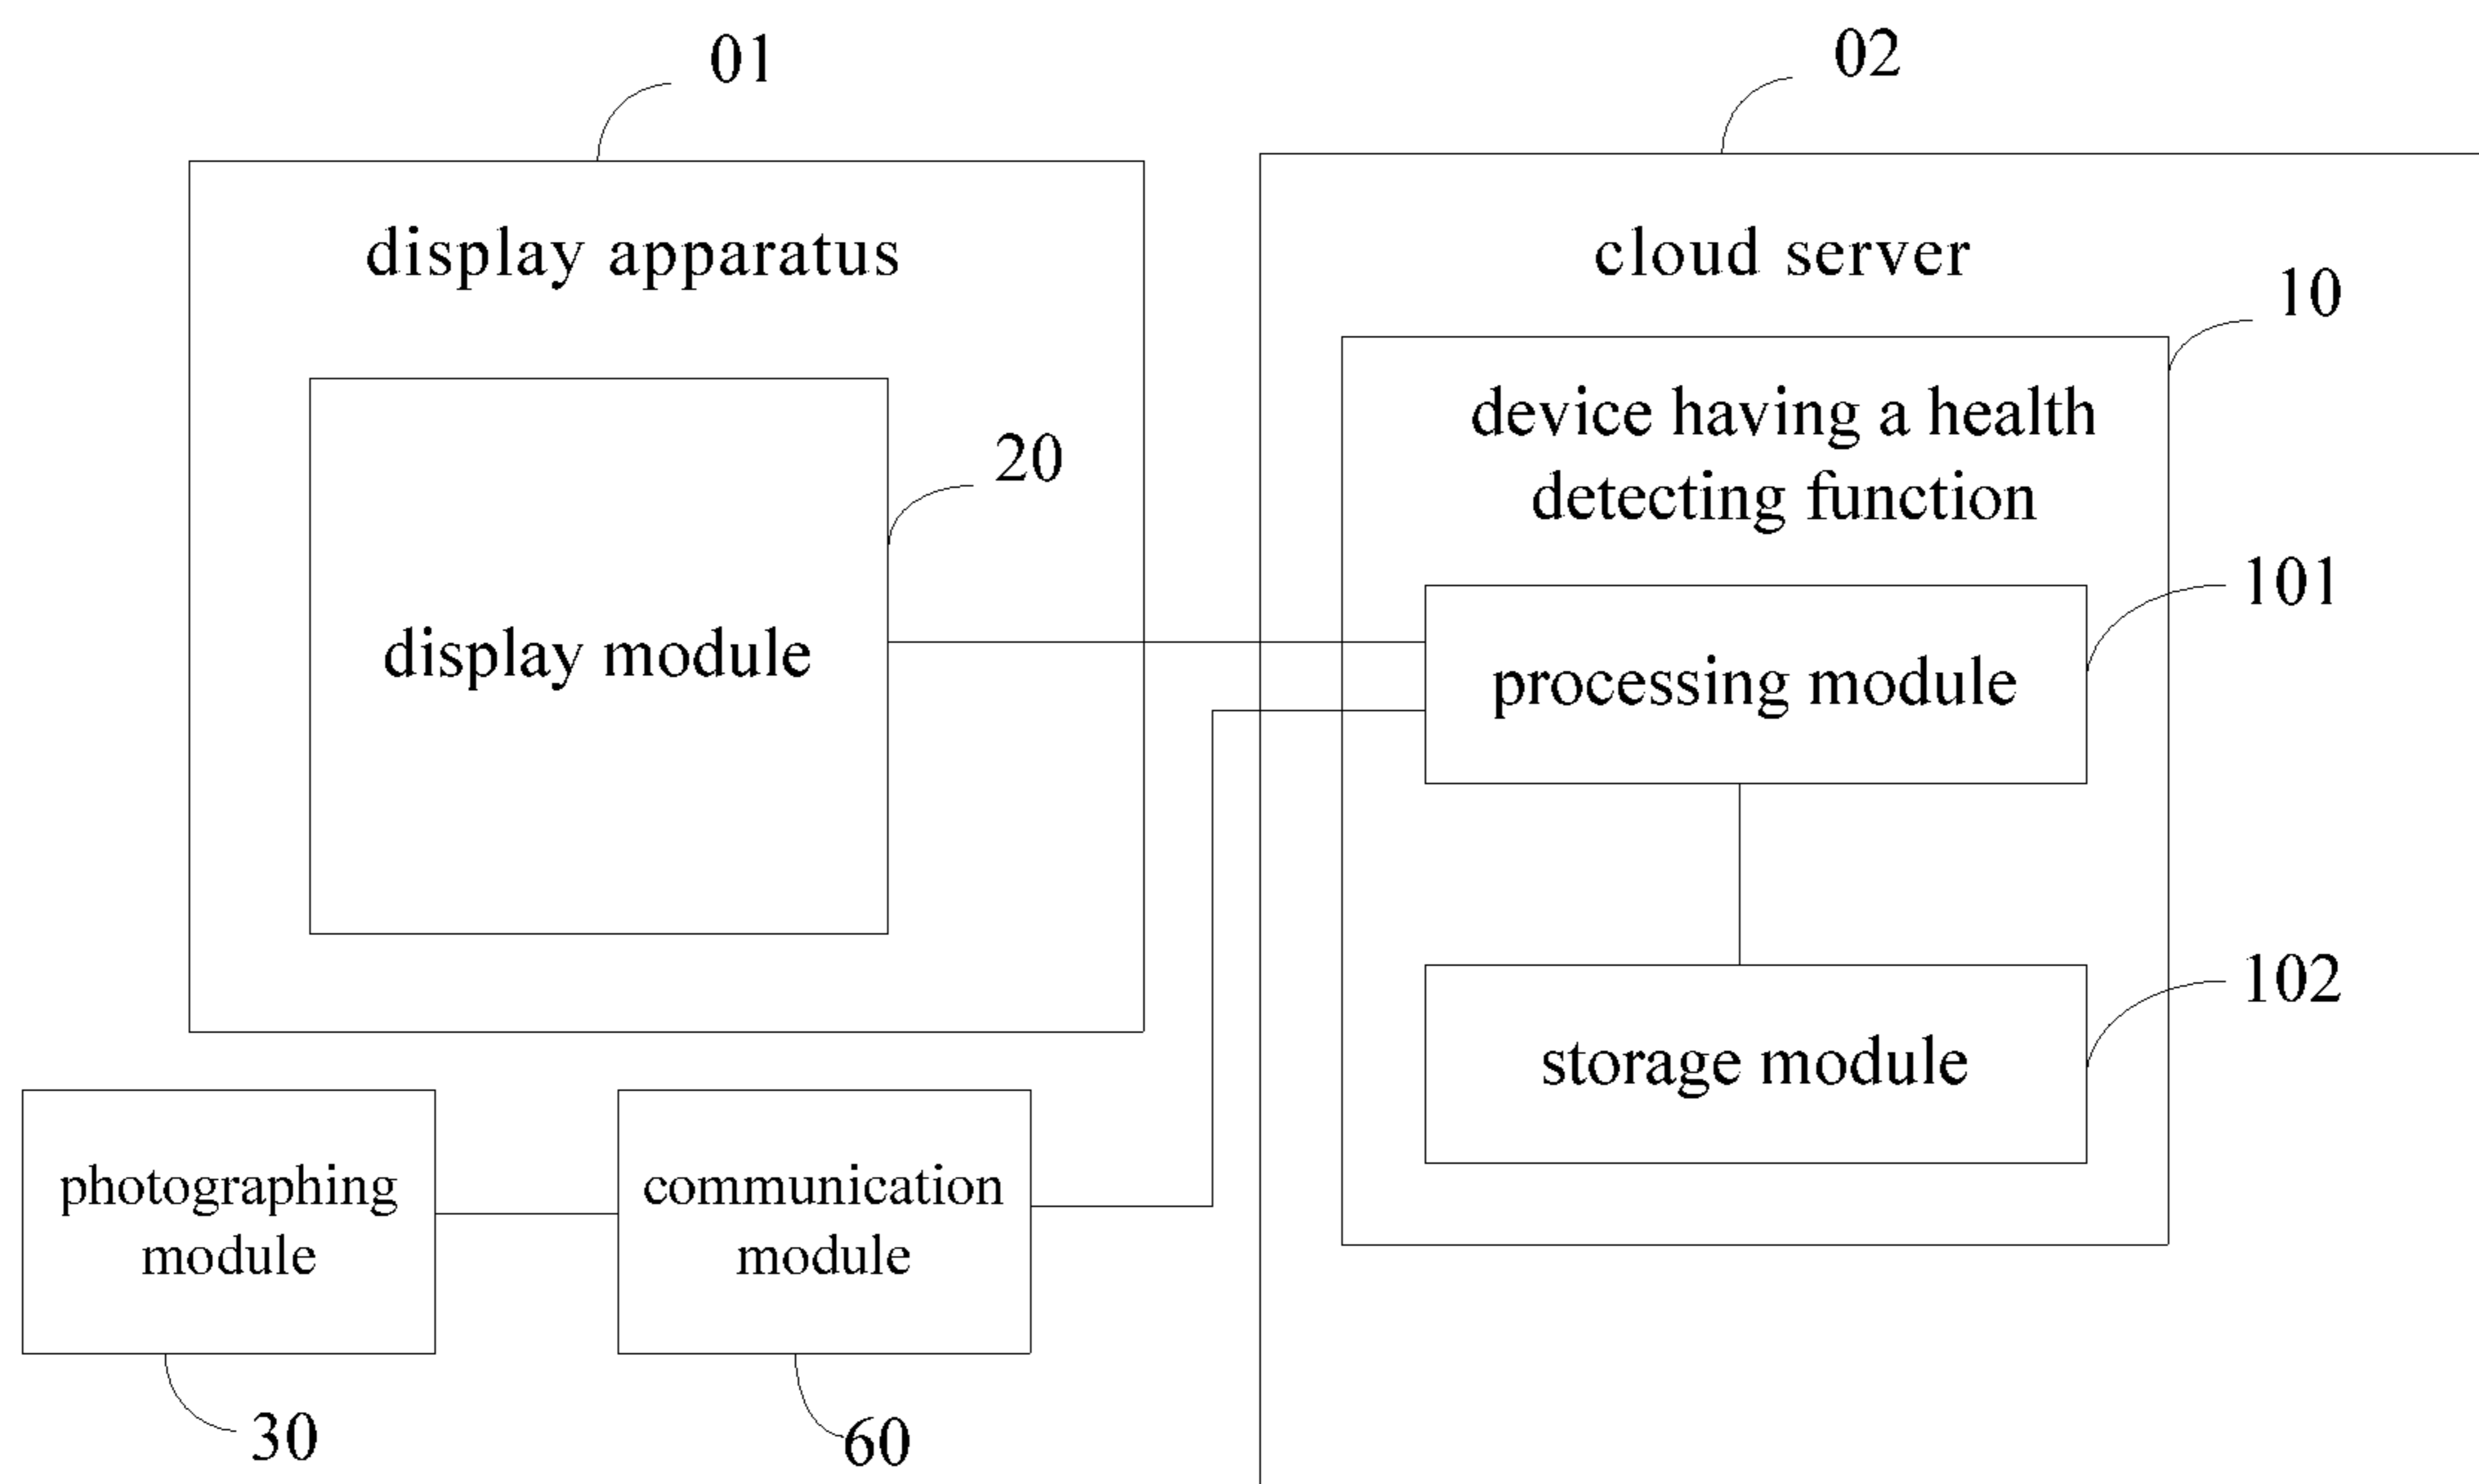 01
02
display apparatus
cloud server
10
device having a health
detecting function
20
101
display module
processing module
102
storage module
photographing
module
communication
module
30
60